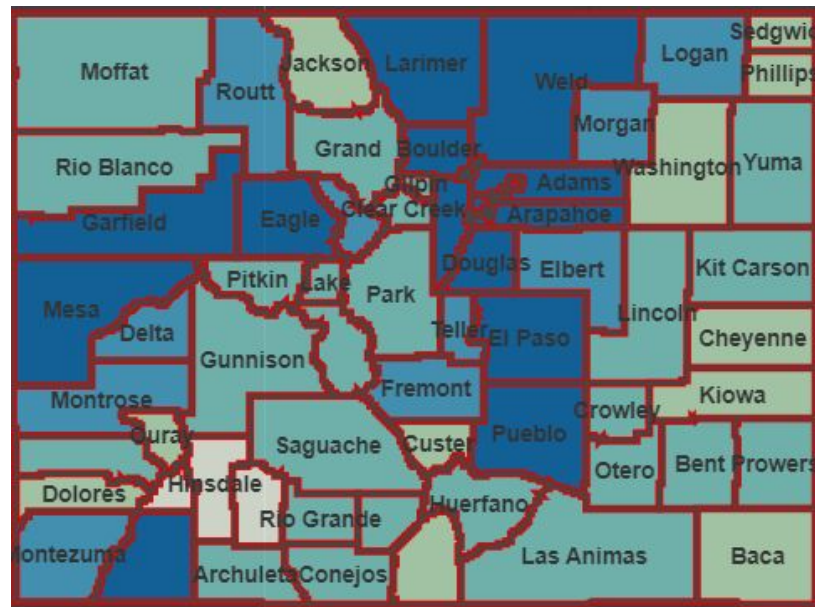 Sedgwic
Moffat
Jackson
Larimer
Logan
Phillips
Routt
Weld
Morgan
Grand
Boulder
Rio Blanco
Washington
Yuma
Gilpin
Adams
Clear Creek
Garfield
Eagle
Arapahoe
Pitkin
Lake
Douglas
Elbert
Kit Carson
Park
Mesa
Lincoln
Delta
Teller
El Paso
Cheyenne
Gunnison
Montrose
Fremont
Kiowa
Crowley
Ouray
Saguache
Custer
Pueblo
Otero
Bent
Prowers
Dolores
Hinsdale
Huerfano
Rio Grande
Montezuma
Las Animas
Baca
Archuleta
Conejos